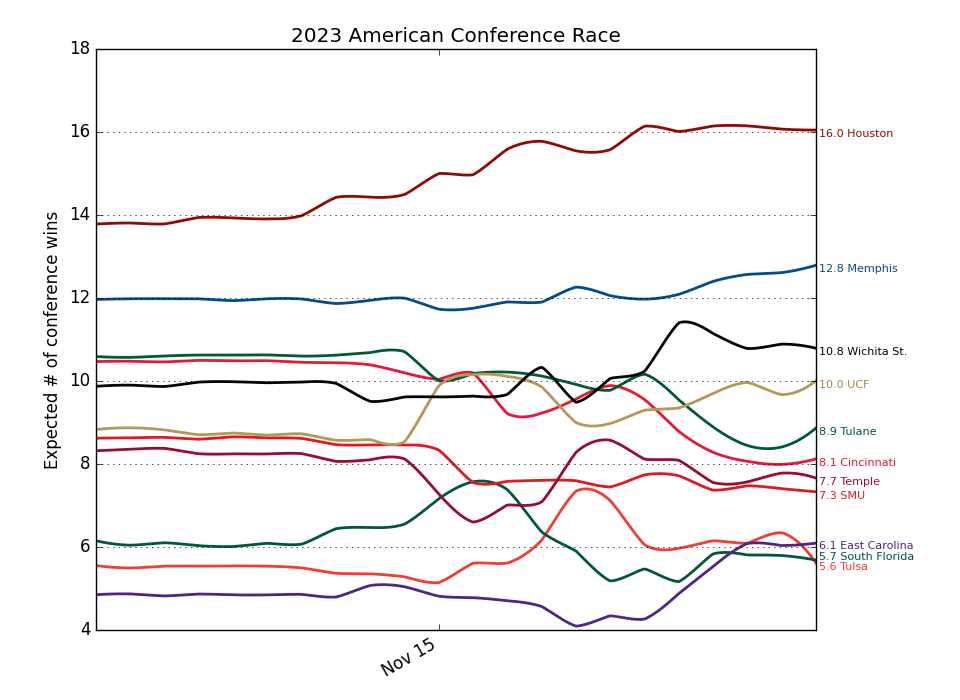 2023 American Conference Race
Expected # of conference wins
18
16
14
12
10
8
6
4
Nov 15
16.0 Houston
12.8 Memphis
10.8 Wichita St.
10.0 UCF
8.9 Tulane
8.1 Cincinnati
7.7 Temple
7.3 SMU
6.1 East Carolina
5.7 South Florida
5.6 Tulsa